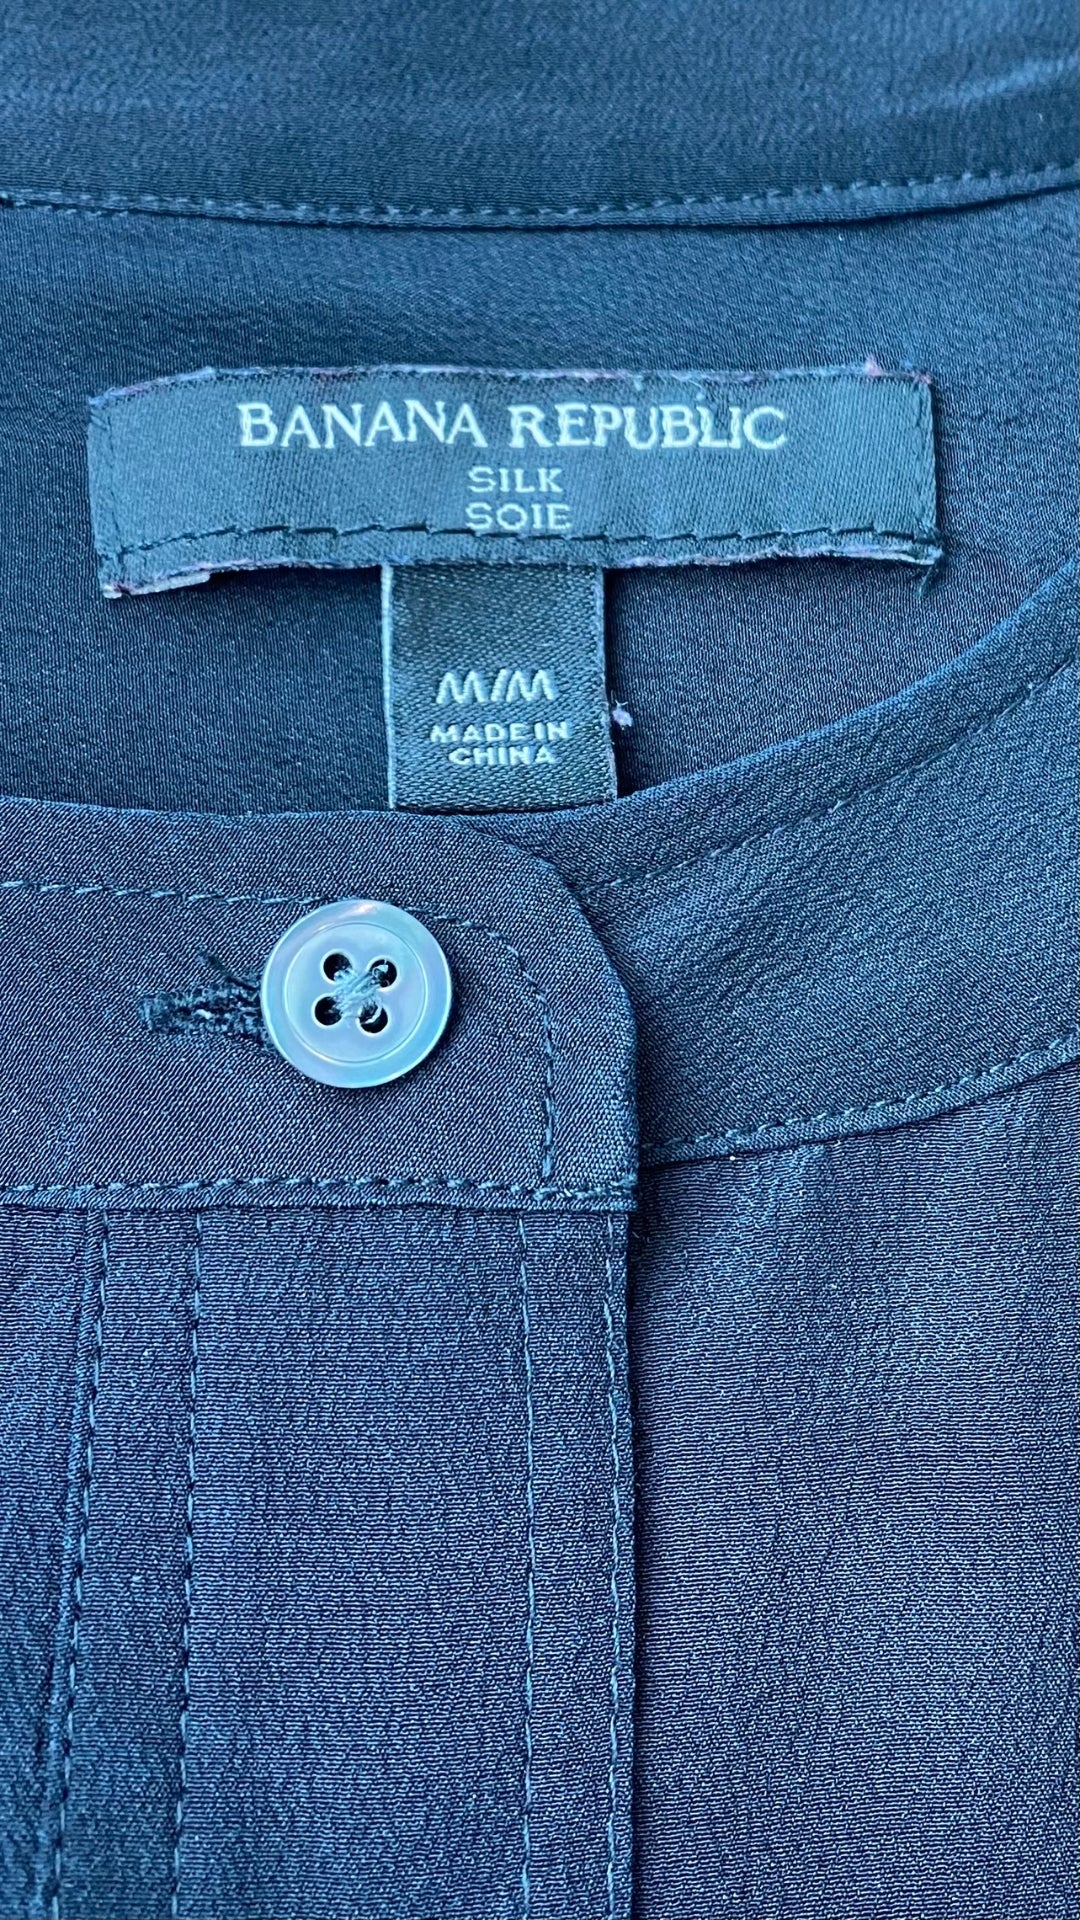 BANANA REPUBLIC
SILK
SOIE
M/M
MADE IN
CHINA